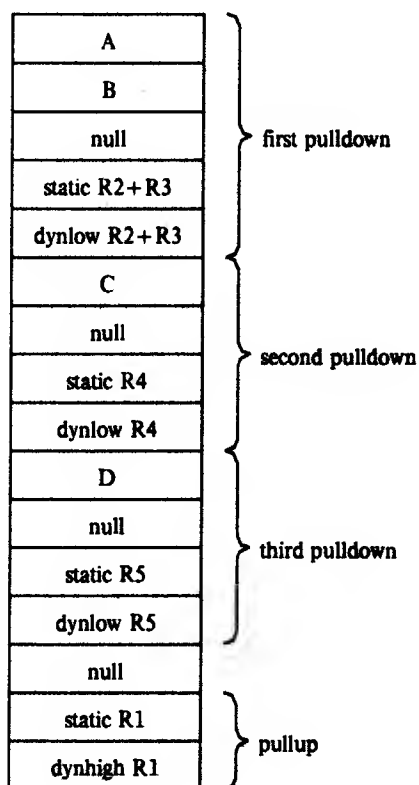 A
B
null
first pulldown
static R2+R3
dynlow R2+R3
C
null
second pulldown
static R4
dynlow R4
D
null
third pulldown
static R5
dynlow R5
null
static R1
pullup
dynhigh R1